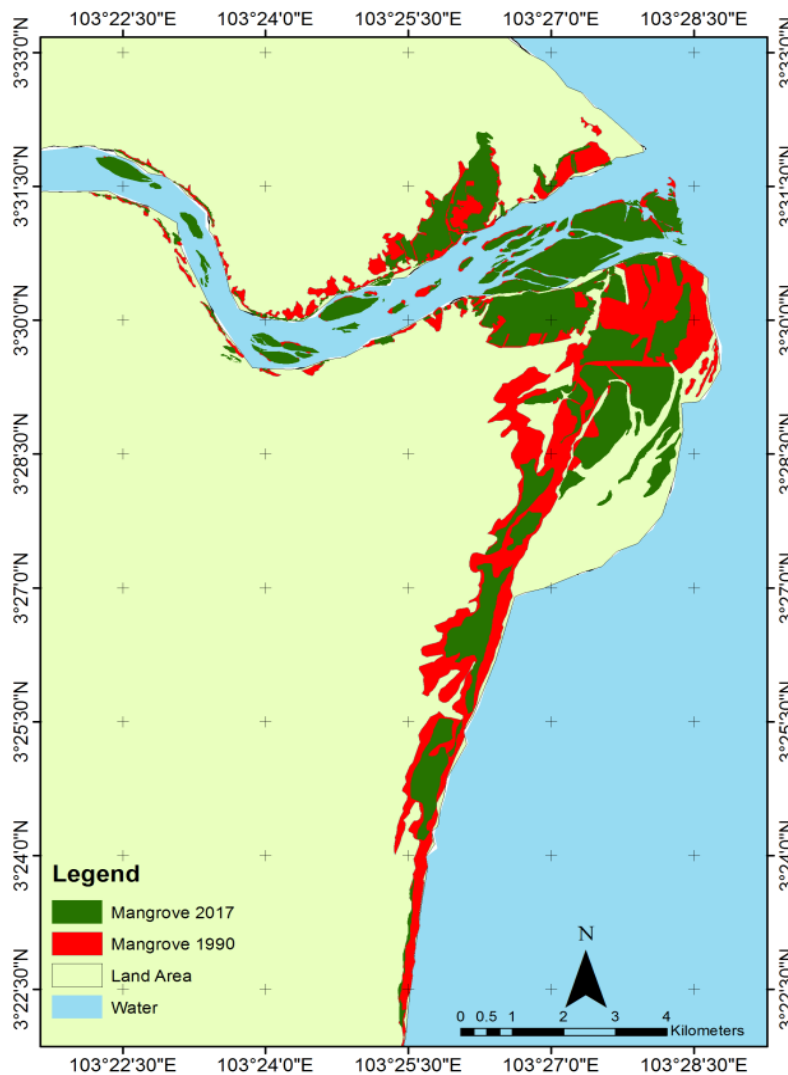 103°22'30"E 103°24'0"E 103°25'30"E 103°27'0"E 103°28'30"E
3°33'0"N 3°33'0"N
3°31'30"N 3°31'30"N
3°30'0"N 3°30'0"N
3°28'30"N 3°28'30"N
3°27'0"N 3°27'0"N
3°25'30"N 3°25'30"N
3°24'0"N 3°24'0"N
3°22'30"N 3°22'30"N
Legend
Mangrove 2017
Mangrove 1990
Land Area
Water
N
0 0.5 1 2 3 4
Kilometers
103°22'30"E 103°24'0"E 103°25'30"E 103°27'0"E 103°28'30"E